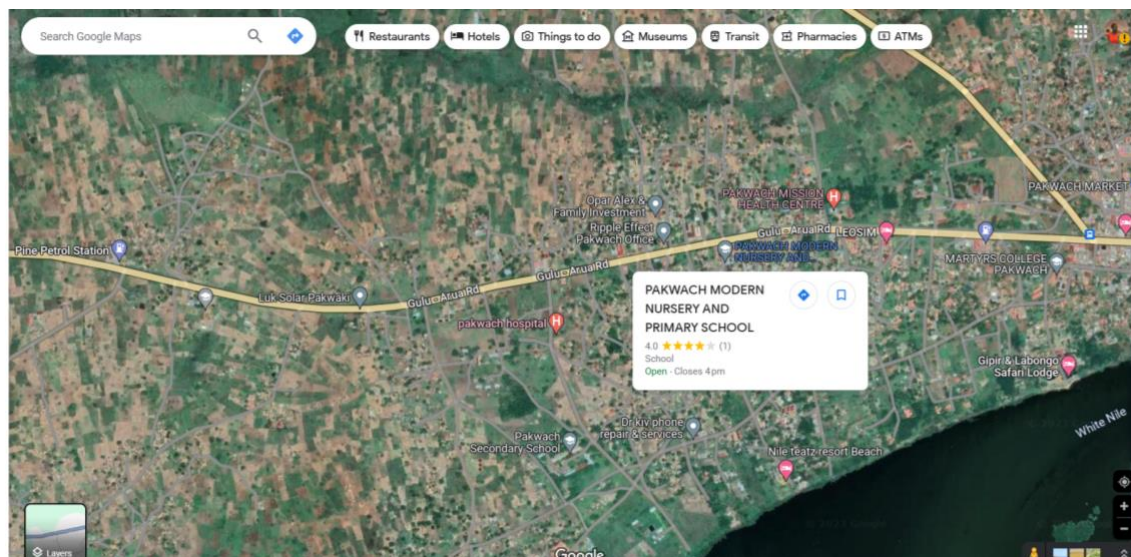 Search Google Maps
Restaurants
Hotels
Things to do
Museums
Transit
Pharmacies
ATMs
PAKWACH MISSION
HEALTH CENTRE
PAKWACH MARKET
Opar Alex &
Family Investment
Ripple Effect
Pakwach Office
Gulu - Arua Rd
LEOSIM
PAKWACH MODERN
NURSERY AND...
MARTYRS COLLEGE
PAKWACH
Pine Petrol Station
Gulu - Arua Rd
Luk Solar Pakwaki
Gulu - Arua Rd
PAKWACH MODERN
NURSERY AND
PRIMARY SCHOOL
4.0 (1)
School
Open · Closes 4pm
pakwach hospital
Gipir & Labongo
Safari Lodge
White Nile
Dr kiv phone
repair & services
Pakwach
Secondary School
Nile teatz resort Beach
Layers
Google